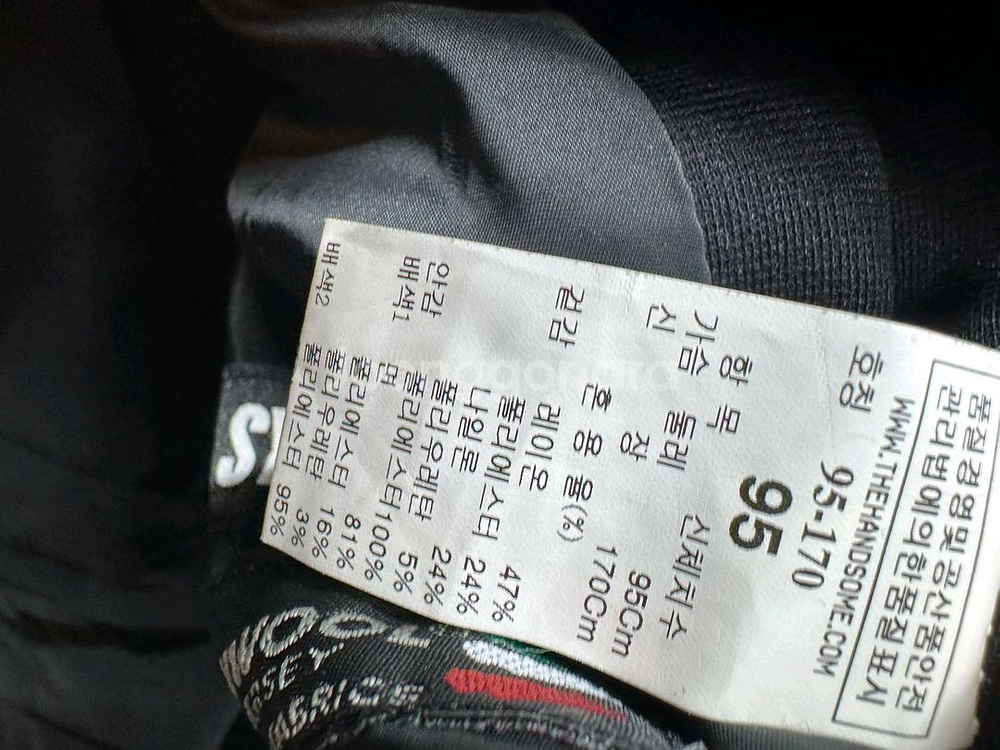 품질경영및공산품안전
관리법에의한품질표시
WWW.THEHANDSOME.COM
호칭 95-170
95
항 목 신체치수
가슴둘레 95Cm
신 장 170Cm
혼 용 율(%)
겉감 레이온 47%
폴리에스터 24%
나일론 24%
폴리우레탄 5%
안감 폴리에스터100%
배색1 면 81%
폴리에스터 16%
폴리우레탄 3%
배색2 폴리에스터 95%
WOOL
JERSEY
FABRICS